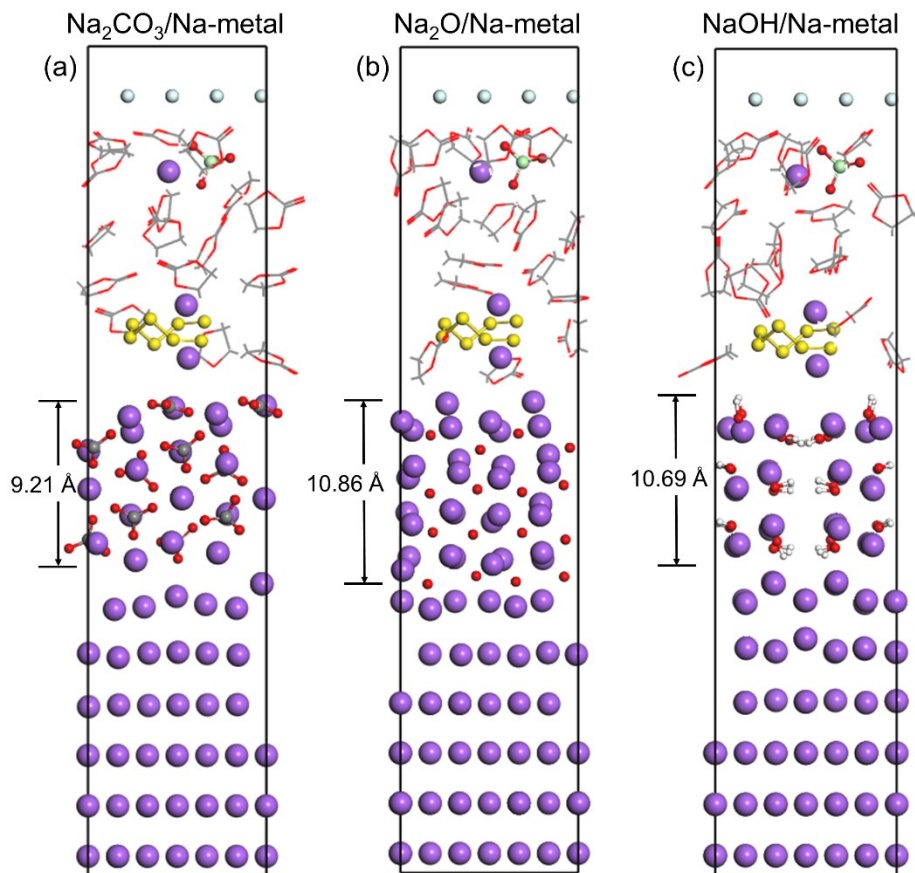 Na₂CO₃/Na-metal
Na₂O/Na-metal
NaOH/Na-metal
(a)
(b)
(c)
9.21 Å
10.86 Å
10.69 Å